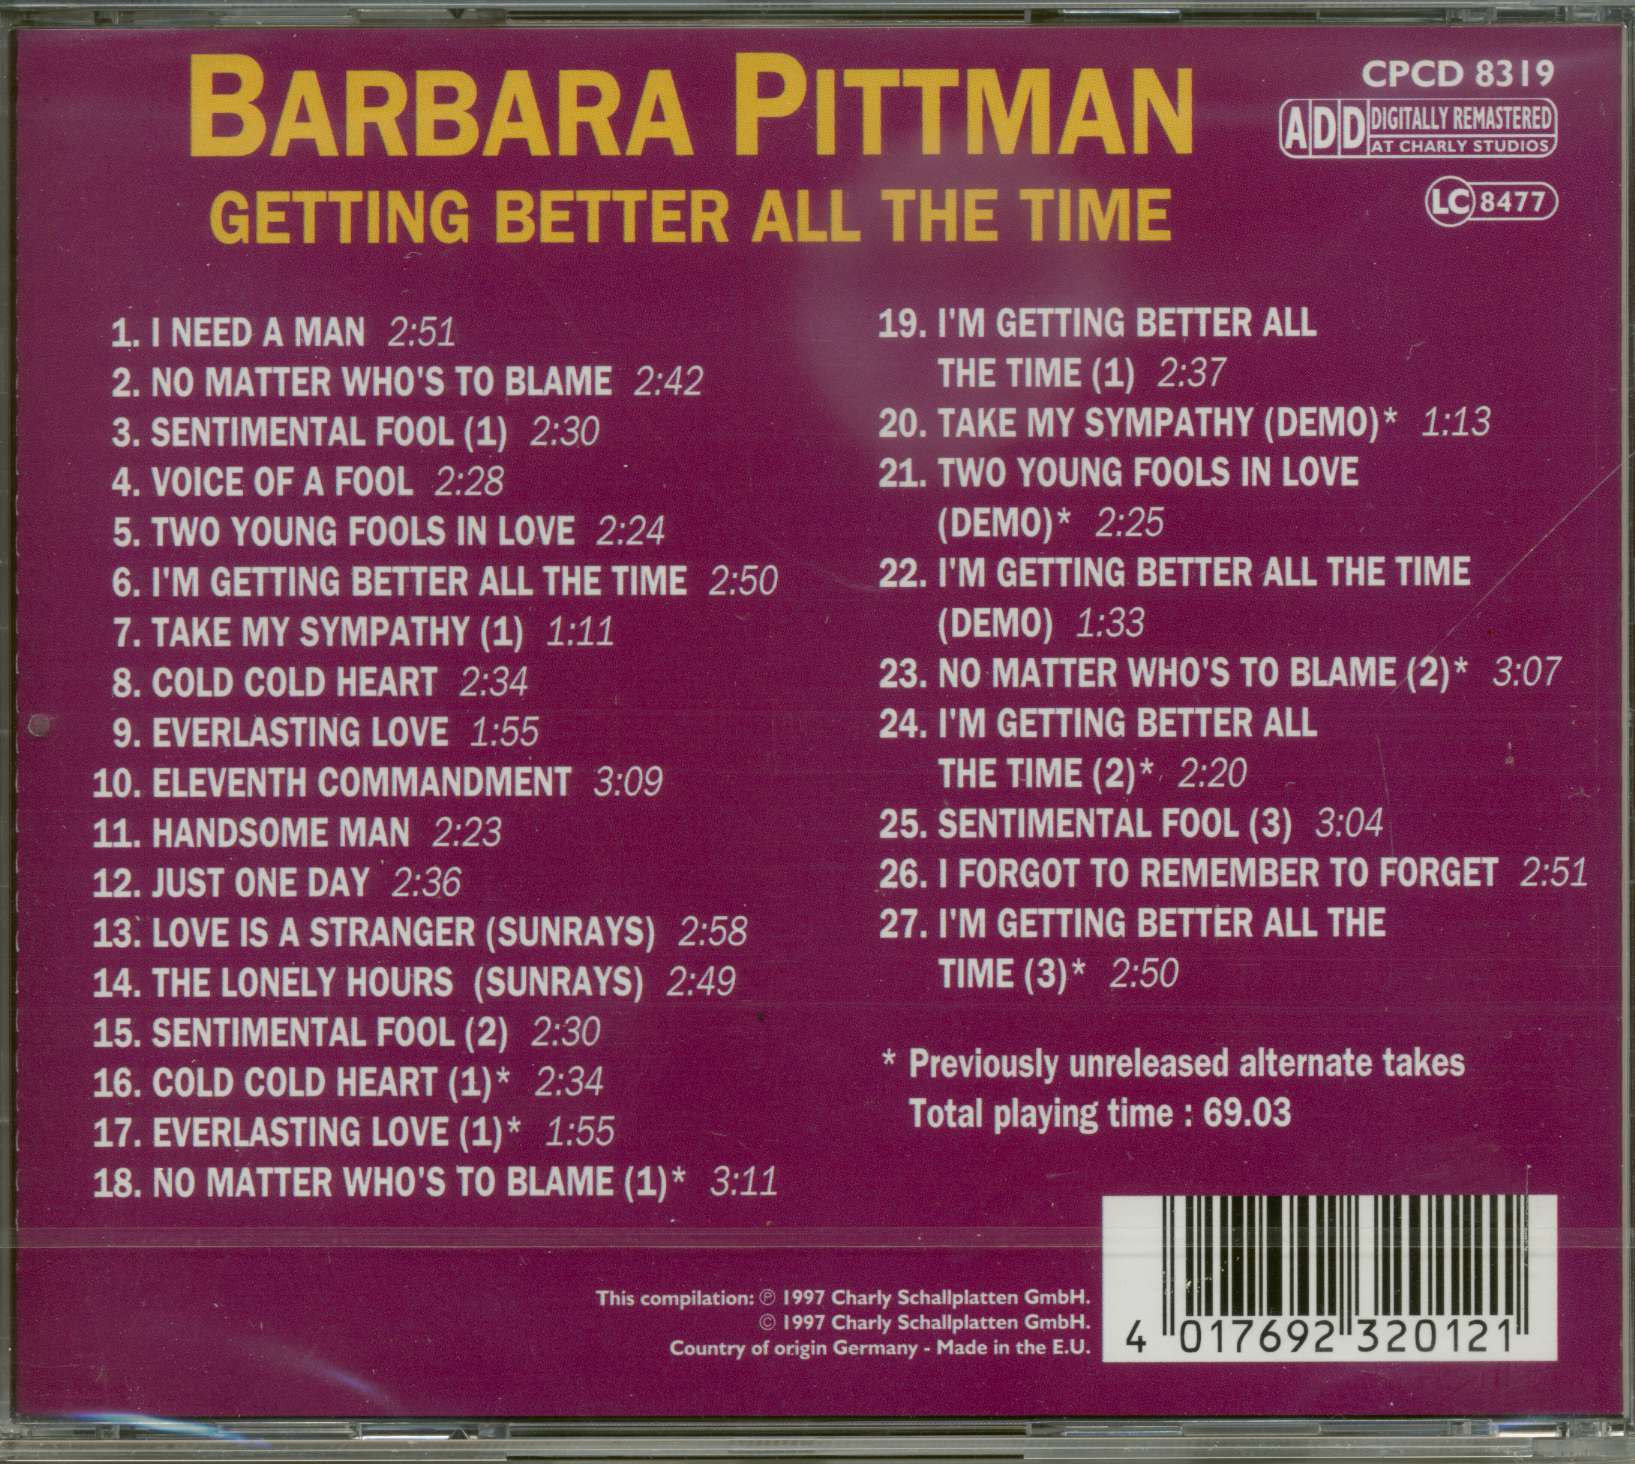 BARBARA PITTMAN
GETTING BETTER ALL THE TIME
CPCD 8319
ADD DIGITALLY REMASTERED
AT CHARLY STUDIOS
LC 8477
1. I NEED A MAN 2:51
2. NO MATTER WHO'S TO BLAME 2:42
3. SENTIMENTAL FOOL (1) 2:30
4. VOICE OF A FOOL 2:28
5. TWO YOUNG FOOLS IN LOVE 2:24
6. I'M GETTING BETTER ALL THE TIME 2:50
7. TAKE MY SYMPATHY (1) 1:11
8. COLD COLD HEART 2:34
9. EVERLASTING LOVE 1:55
10. ELEVENTH COMMANDMENT 3:09
11. HANDSOME MAN 2:23
12. JUST ONE DAY 2:36
13. LOVE IS A STRANGER (SUNRAYS) 2:58
14. THE LONELY HOURS (SUNRAYS) 2:49
15. SENTIMENTAL FOOL (2) 2:30
16. COLD COLD HEART (1)* 2:34
17. EVERLASTING LOVE (1)* 1:55
18. NO MATTER WHO'S TO BLAME (1)* 3:11
19. I'M GETTING BETTER ALL
THE TIME (1) 2:37
20. TAKE MY SYMPATHY (DEMO)* 1:13
21. TWO YOUNG FOOLS IN LOVE
(DEMO)* 2:25
22. I'M GETTING BETTER ALL THE TIME
(DEMO) 1:33
23. NO MATTER WHO'S TO BLAME (2)* 3:07
24. I'M GETTING BETTER ALL
THE TIME (2)* 2:20
25. SENTIMENTAL FOOL (3) 3:04
26. I FORGOT TO REMEMBER TO FORGET 2:51
27. I'M GETTING BETTER ALL THE
TIME (3)* 2:50
* Previously unreleased alternate takes
Total playing time : 69.03
This compilation: ℗ 1997 Charly Schallplatten GmbH.
© 1997 Charly Schallplatten GmbH.
Country of origin Germany - Made in the E.U.
4 017692 320121